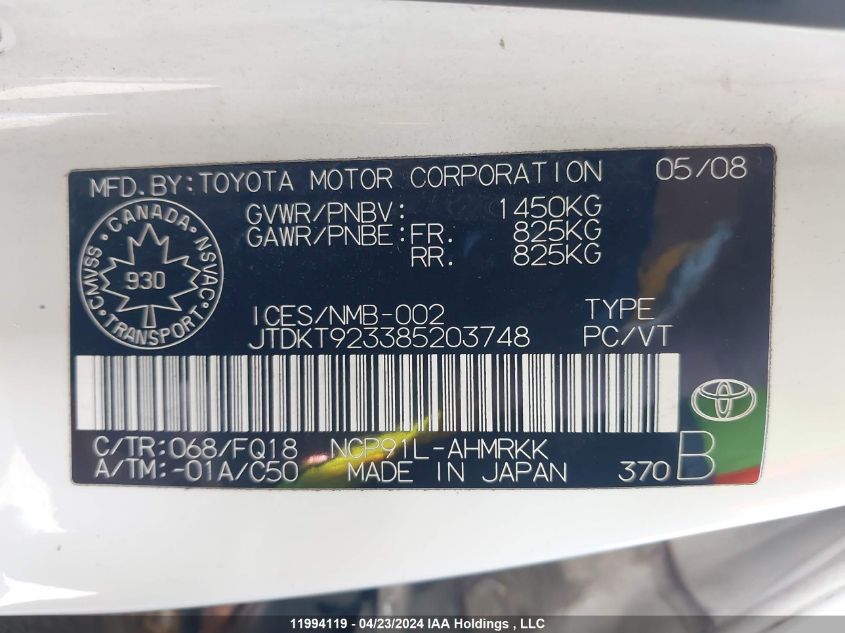 MFD.BY:TOYOTA MOTOR CORPORATION 05/08
GVWR/PNBV: 1450KG
GAWR/PNBE:FR. 825KG
RR. 825KG
CANADA
CMVSS 930 NSVAC
TRANSPORT
ICES/NMB-002 TYPE
JTDKT923385203748 PC/VT
C/TR:068/FQ18 NCP91L-AHMRKK
A/TM:-01A/C50 MADE IN JAPAN 370 B
11994119 - 04/23/2024 IAA Holdings , LLC